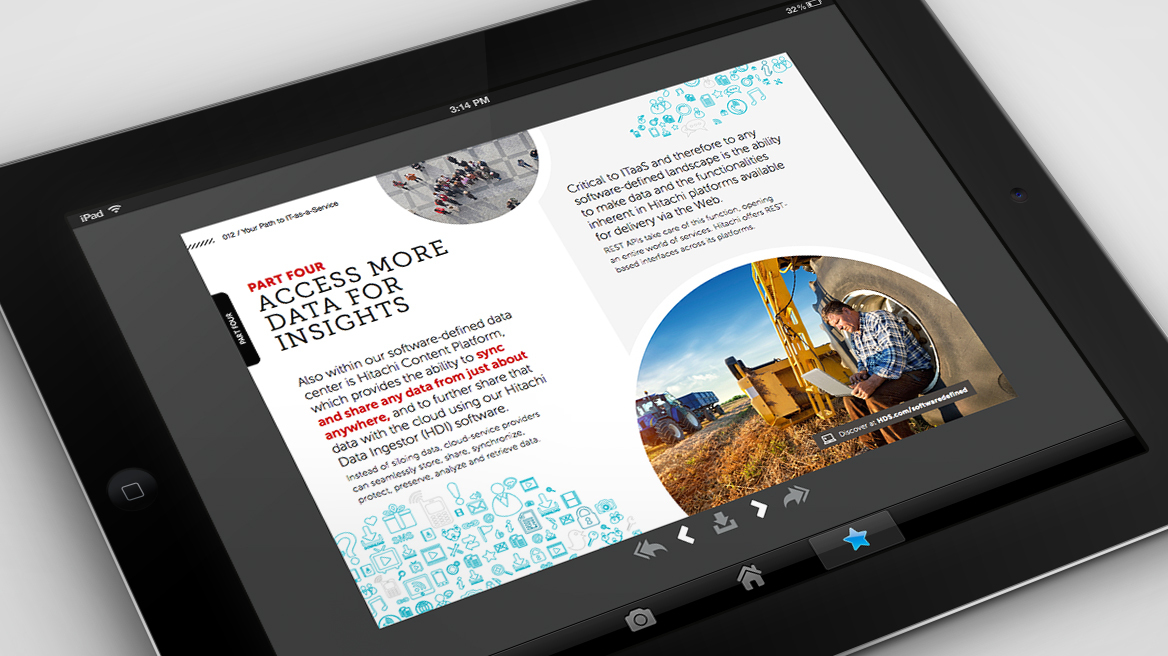 iPad
3:14 PM
32%
012 / Your Path to IT-as-a-Service
PART FOUR
PART FOUR
ACCESS MORE
DATA FOR
INSIGHTS
Also within our software-defined data
center is Hitachi Content Platform,
which provides the ability to sync
and share any data from just about
anywhere, and to further share that
data with the cloud using our Hitachi
Data Ingestor (HDI) software.
Instead of siloing data, cloud-service providers
can seamlessly store, share, synchronize,
protect, preserve, analyze and retrieve data.
SMS
Critical to ITaaS and therefore to any
software-defined landscape is the ability
to make data and the functionalities
inherent in Hitachi platforms available
for delivery via the Web.
REST APIs take care of this function, opening
an entire world of services. Hitachi offers REST-
based interfaces across its platforms.
Discover at HDS.com/softwaredefined